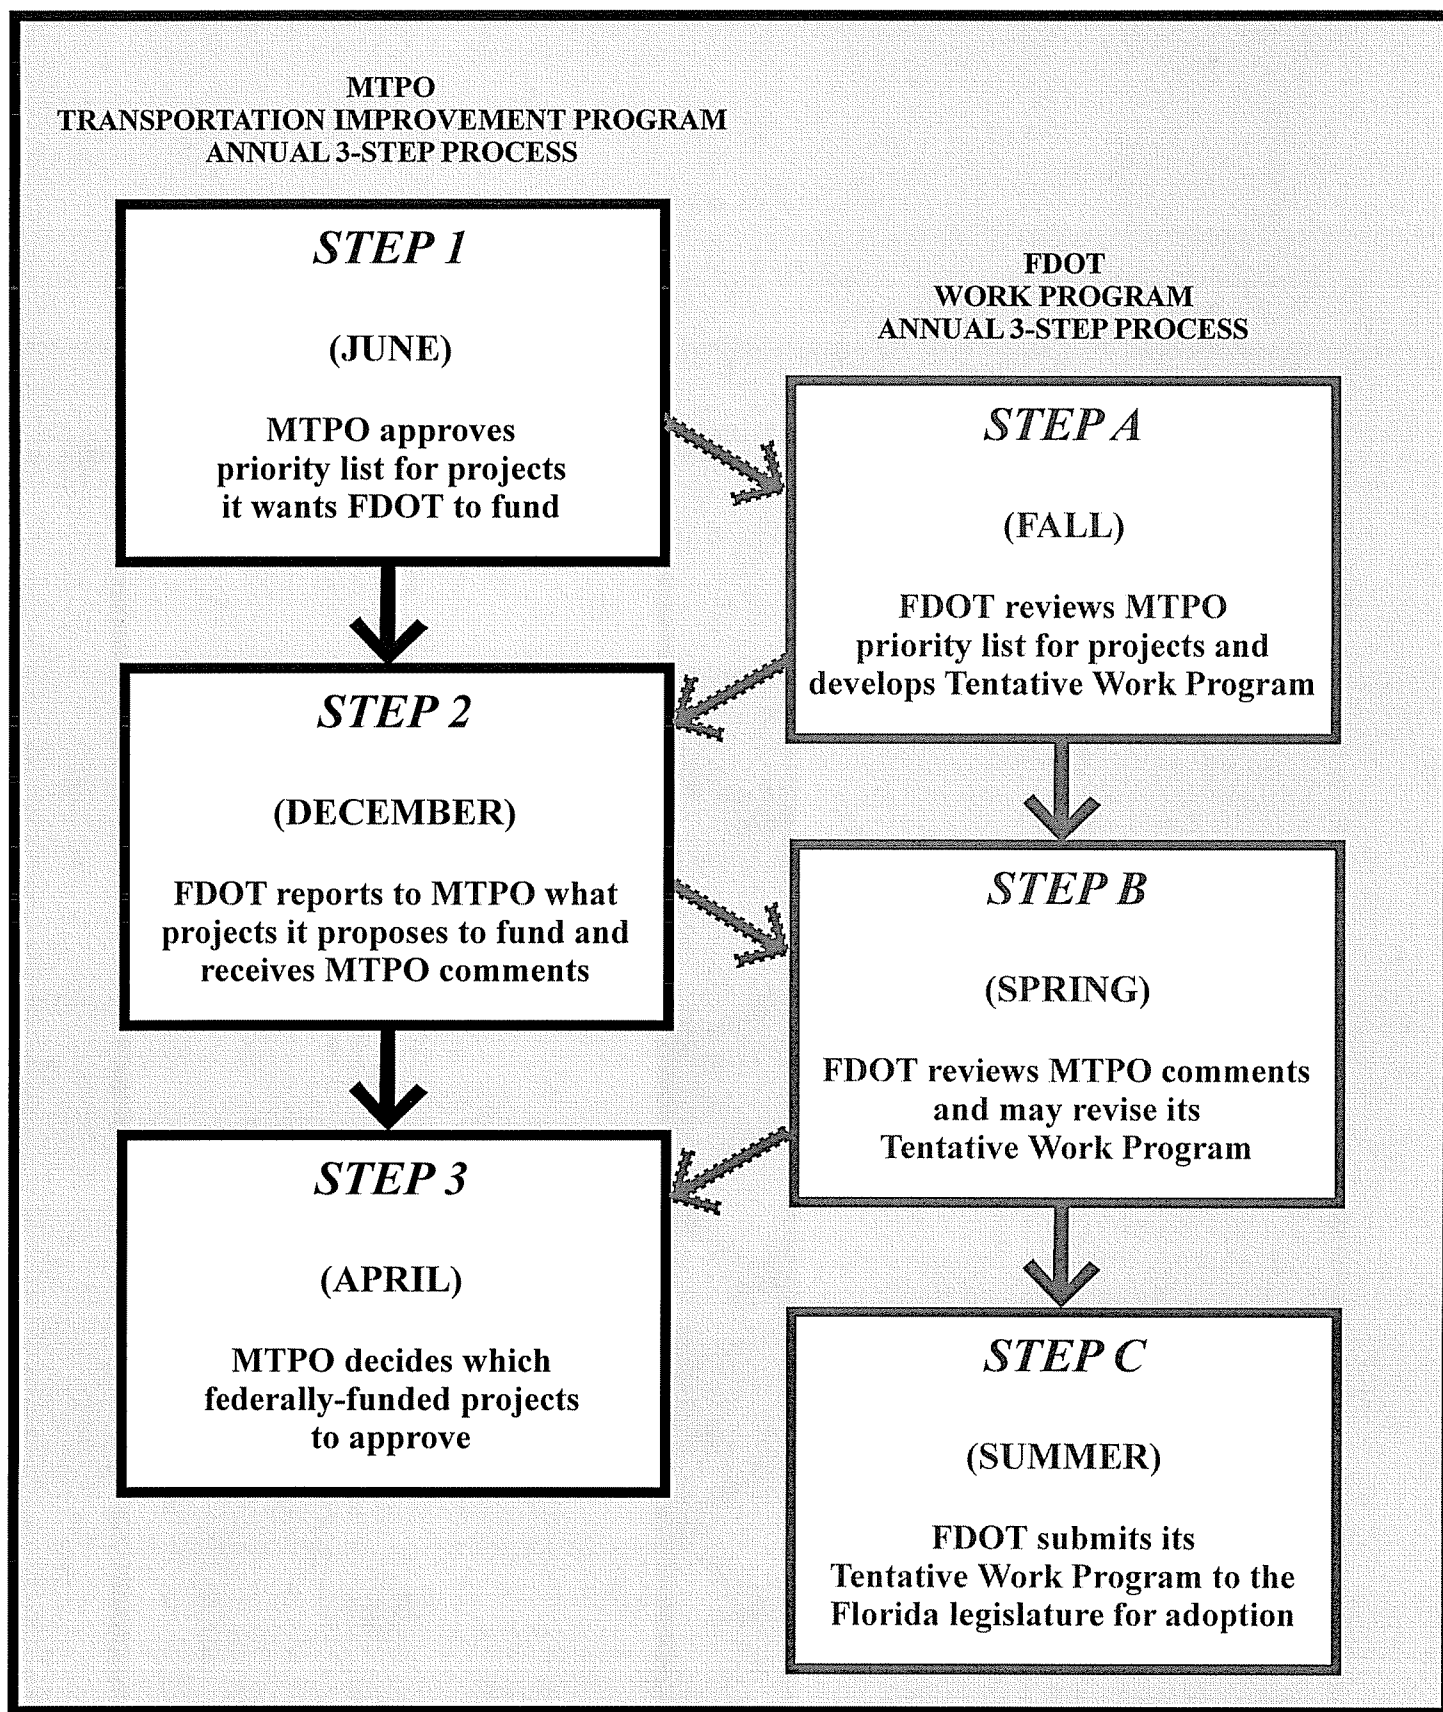 MTPO
TRANSPORTATION IMPROVEMENT PROGRAM
ANNUAL 3-STEP PROCESS
STEP 1
(JUNE)
MTPO approves
priority list for projects
it wants FDOT to fund
FDOT
WORK PROGRAM
ANNUAL 3-STEP PROCESS
STEP A
(FALL)
FDOT reviews MTPO
priority list for projects and
develops Tentative Work Program
STEP 2
(DECEMBER)
FDOT reports to MTPO what
projects it proposes to fund and
receives MTPO comments
STEP B
(SPRING)
FDOT reviews MTPO comments
and may revise its
Tentative Work Program
STEP 3
(APRIL)
MTPO decides which
federally-funded projects
to approve
STEP C
(SUMMER)
FDOT submits its
Tentative Work Program to the
Florida legislature for adoption